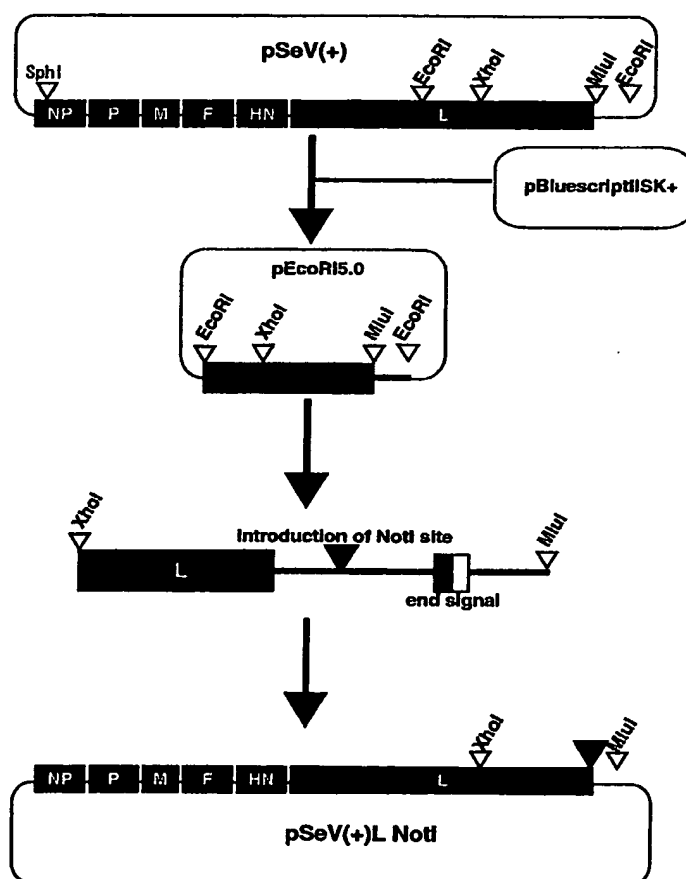 pSeV(+)
SphI
EcoRI
XhoI
MluI
EcoRI
NP P M F HN L
pBluescriptIISK+
pEcoRI5.0
EcoRI
XhoI
MluI
EcoRI
XhoI
Introduction of NotI site
MluI
L
end signal
XhoI
MluI
NP P M F HN L
pSeV(+)L NotI